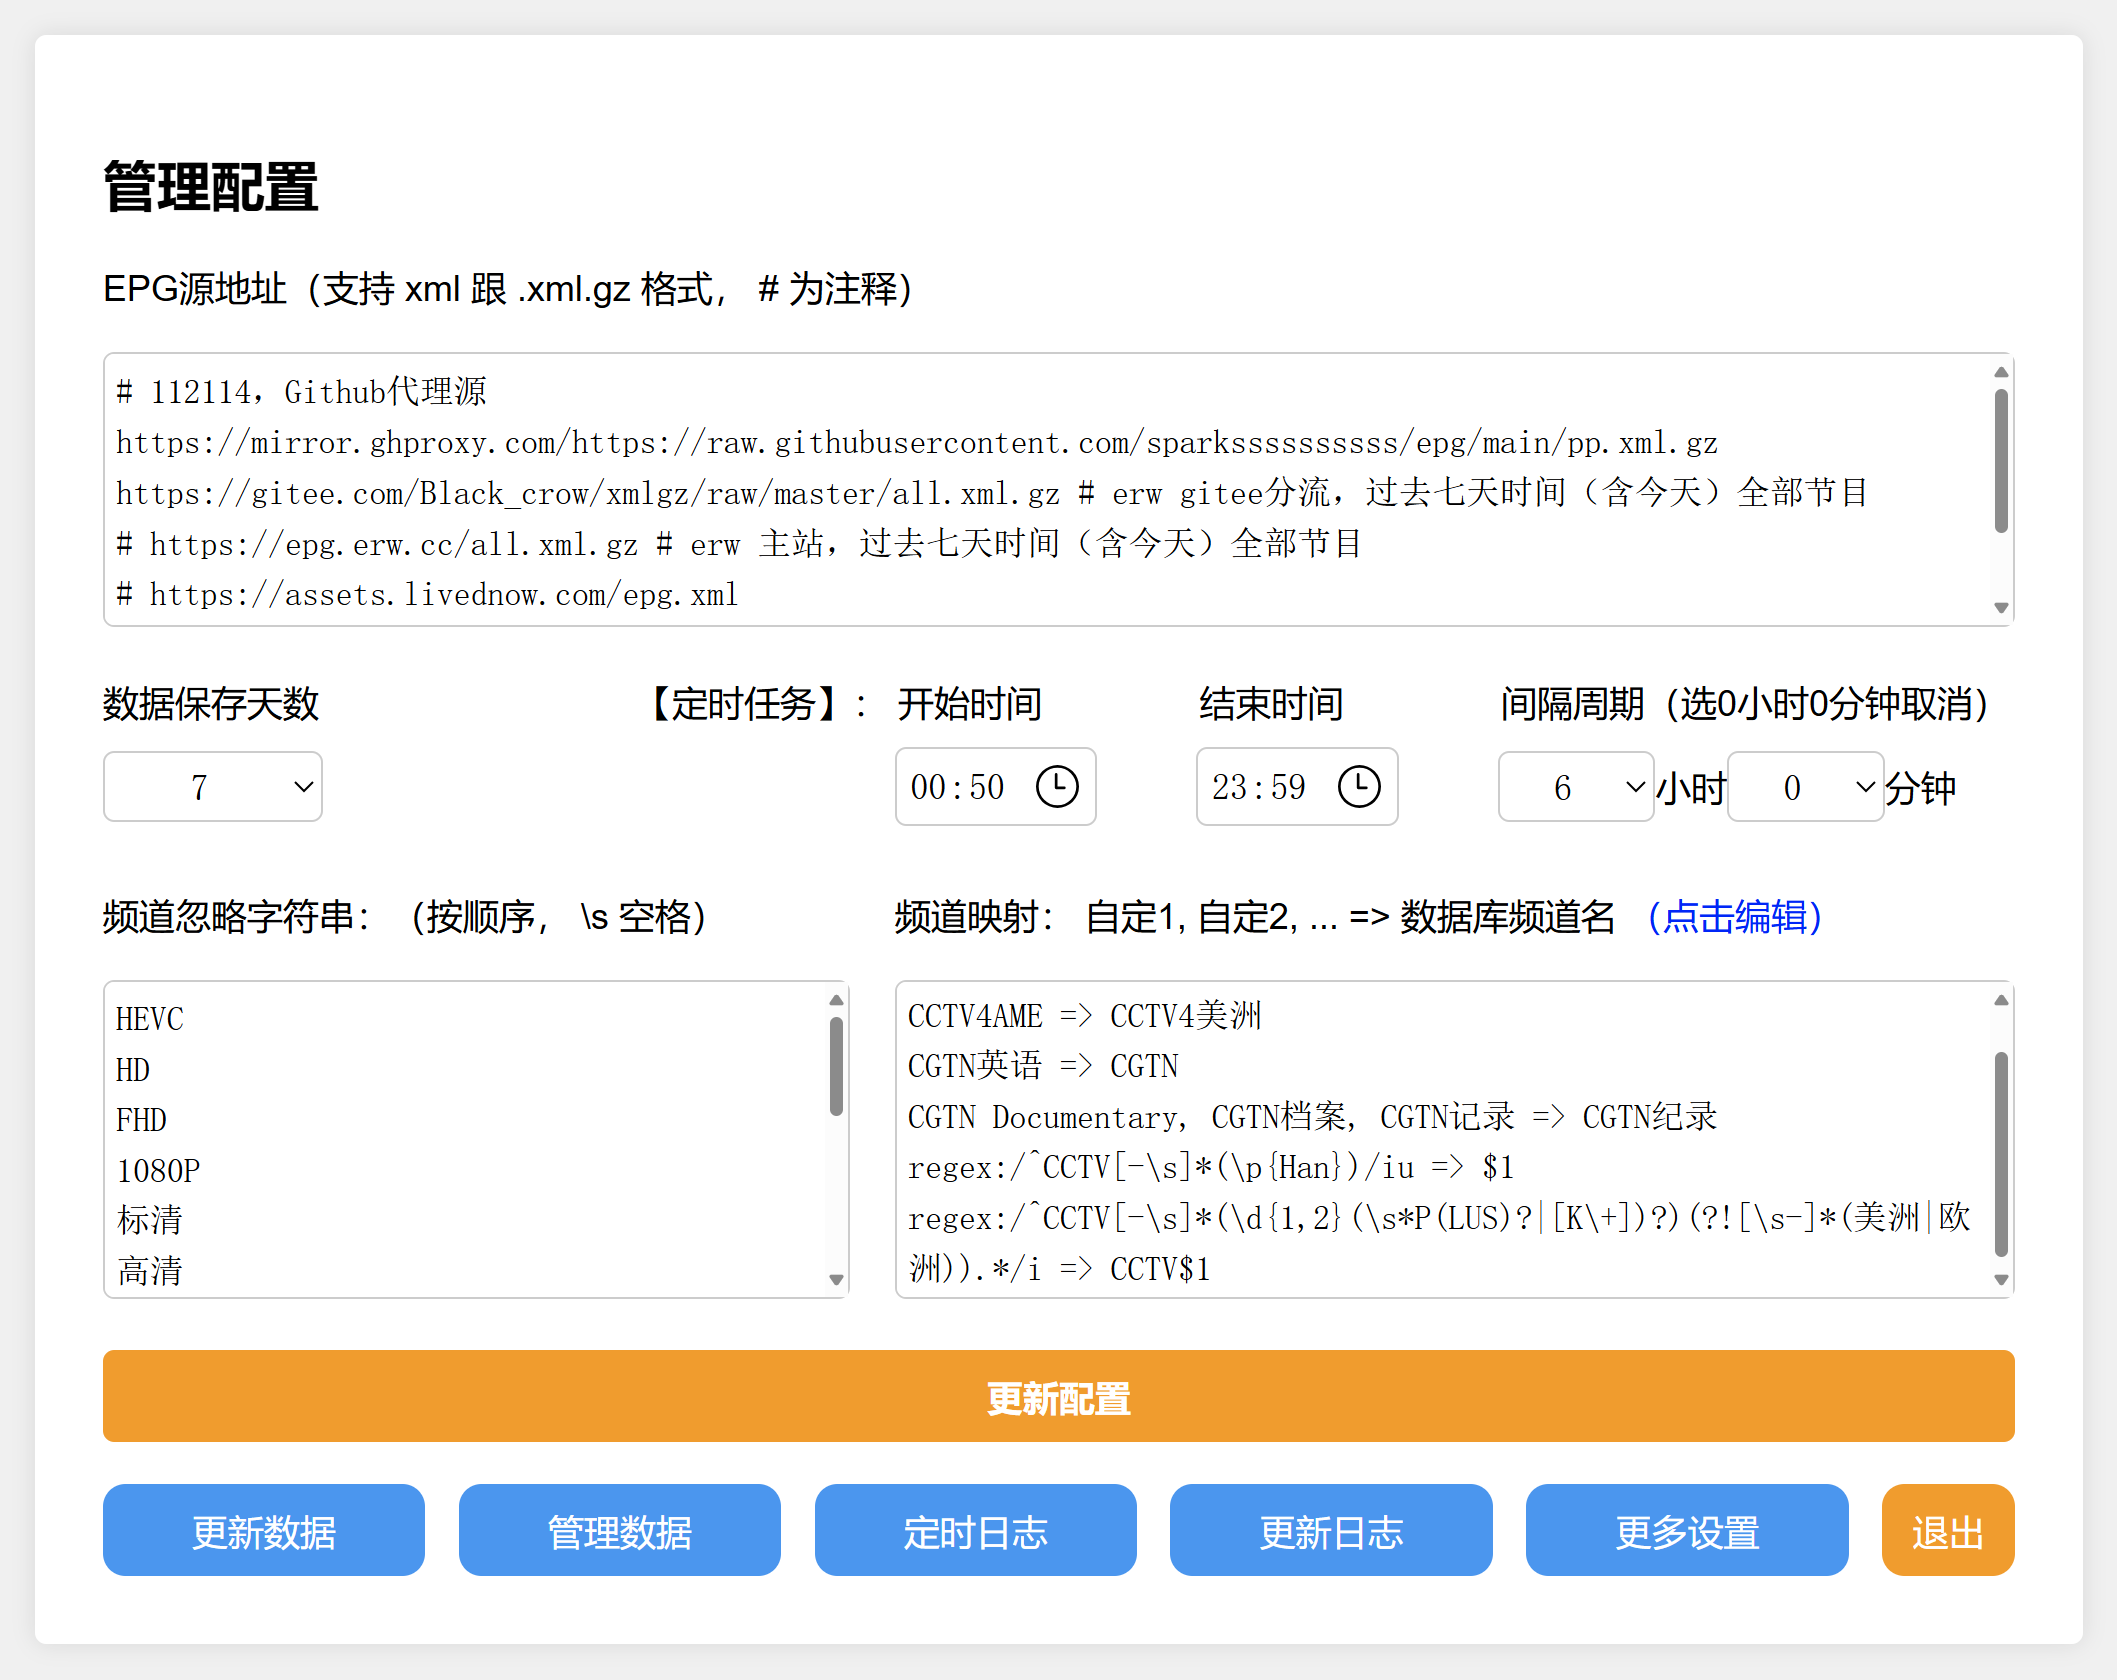 管理配置
EPG源地址（支持 xml 跟 .xml.gz 格式， # 为注释）
# 112114，Github代理源
https://mirror.ghproxy.com/https://raw.githubusercontent.com/sparkssssssssss/epg/main/pp.xml.gz
https://gitee.com/Black_crow/xmlgz/raw/master/all.xml.gz # erw gitee分流，过去七天时间（含今天）全部节目
# https://epg.erw.cc/all.xml.gz # erw 主站，过去七天时间（含今天）全部节目
# https://assets.livednow.com/epg.xml
数据保存天数 【定时任务】： 开始时间 结束时间 间隔周期（选0小时0分钟取消）
7 00:50 23:59 6 小时 0 分钟
频道忽略字符串：（按顺序， \s 空格） 频道映射： 自定1, 自定2, ... => 数据库频道名 （点击编辑）
HEVC
HD
FHD
1080P
标清
高清
CCTV4AME => CCTV4美洲
CGTN英语 => CGTN
CGTN Documentary, CGTN档案, CGTN记录 => CGTN纪录
regex:/^CCTV[-\s]*(\p{Han})/iu => $1
regex:/^CCTV[-\s]*(\d{1,2}(\s*P(LUS)?|[K\+])?)(?![\s-]*(美洲|欧
洲)).*/i => CCTV$1
更新配置
更新数据 管理数据 定时日志 更新日志 更多设置 退出